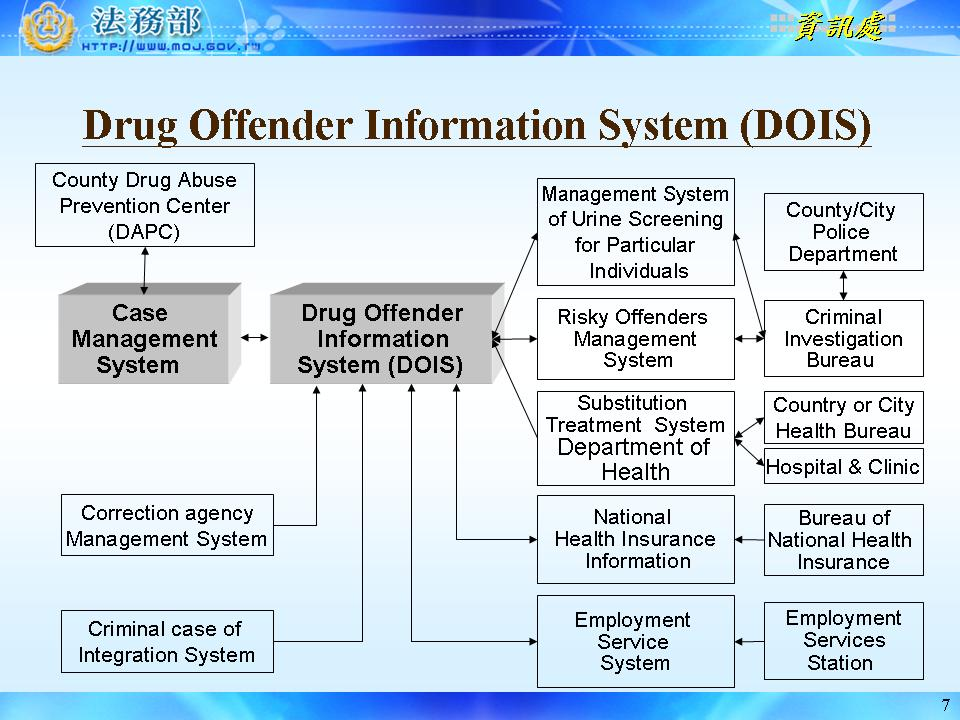 法務部
HTTP://WWW.MOJ.GOV.TW
資訊處
Drug Offender Information System (DOIS)
County Drug Abuse
Prevention Center
(DAPC)
Case
Management
System
Drug Offender
Information
System (DOIS)
Management System
of Urine Screening
for Particular
Individuals
County/City
Police
Department
Risky Offenders
Management
System
Criminal
Investigation
Bureau
Substitution
Treatment System
Department of
Health
Country or City
Health Bureau
Hospital & Clinic
Correction agency
Management System
National
Health Insurance
Information
Bureau of
National Health
Insurance
Criminal case of
Integration System
Employment
Service
System
Employment
Services
Station
7